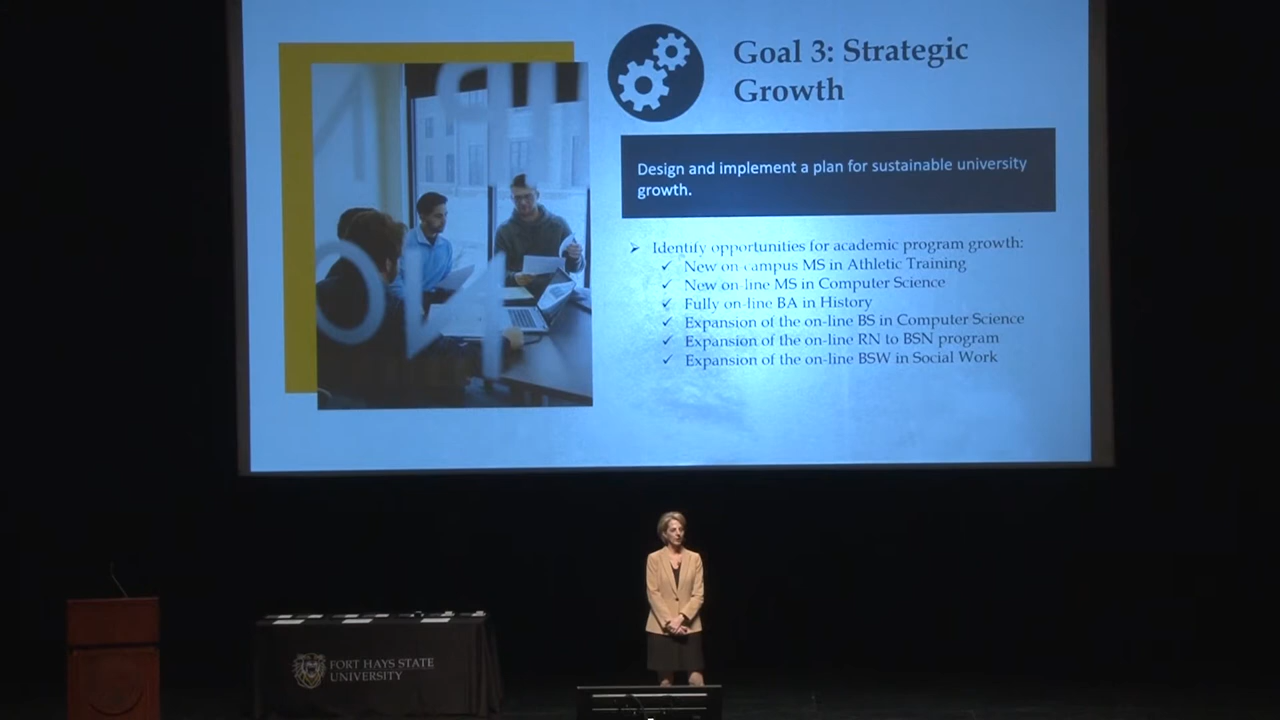 Goal 3: Strategic
Growth
Design and implement a plan for sustainable university
growth.
Identify opportunities for academic program growth:
New on campus MS in Athletic Training
New on-line MS in Computer Science
Fully on-line BA in History
Expansion of the on-line BS in Computer Science
Expansion of the on-line RN to BSN program
Expansion of the on-line BSW in Social Work
FORT HAYS STATE
UNIVERSITY